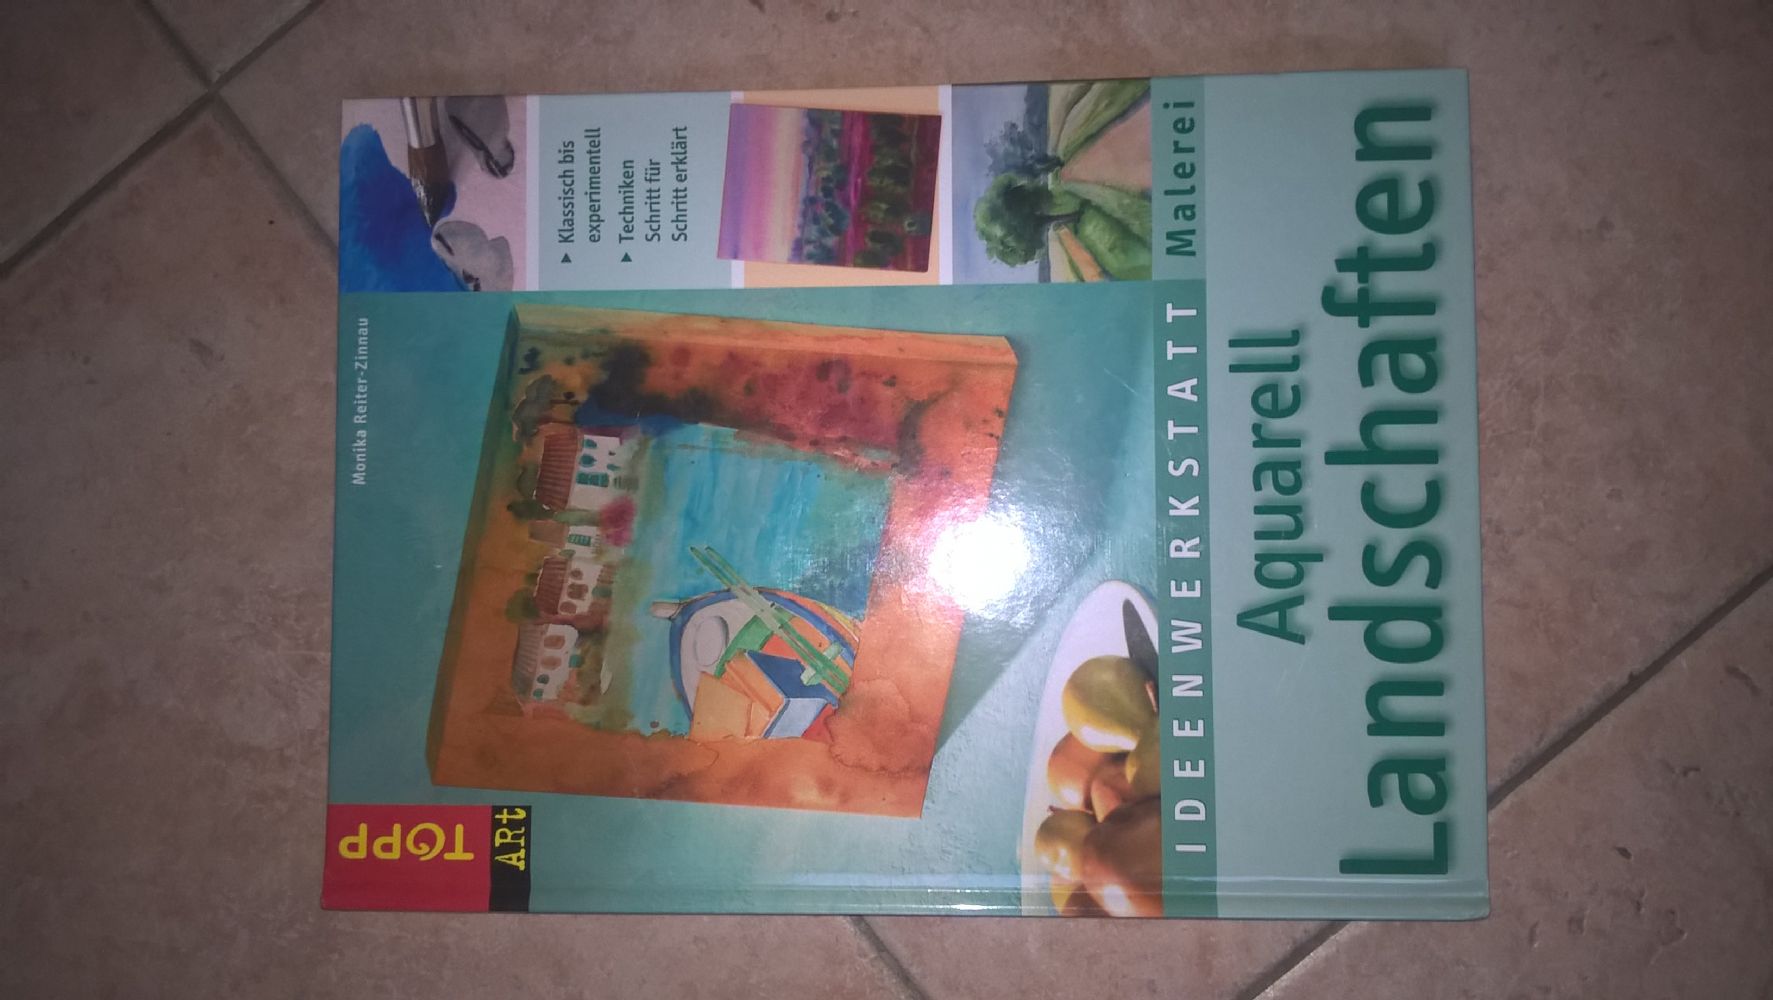 Monika Reiter-Zinnau
TOPP
ART
▶ Klassisch bis
experimentell
▶ Techniken
Schritt für
Schritt erklärt
IDEENWERKSTATT Malerei
Aquarell
Landschaften